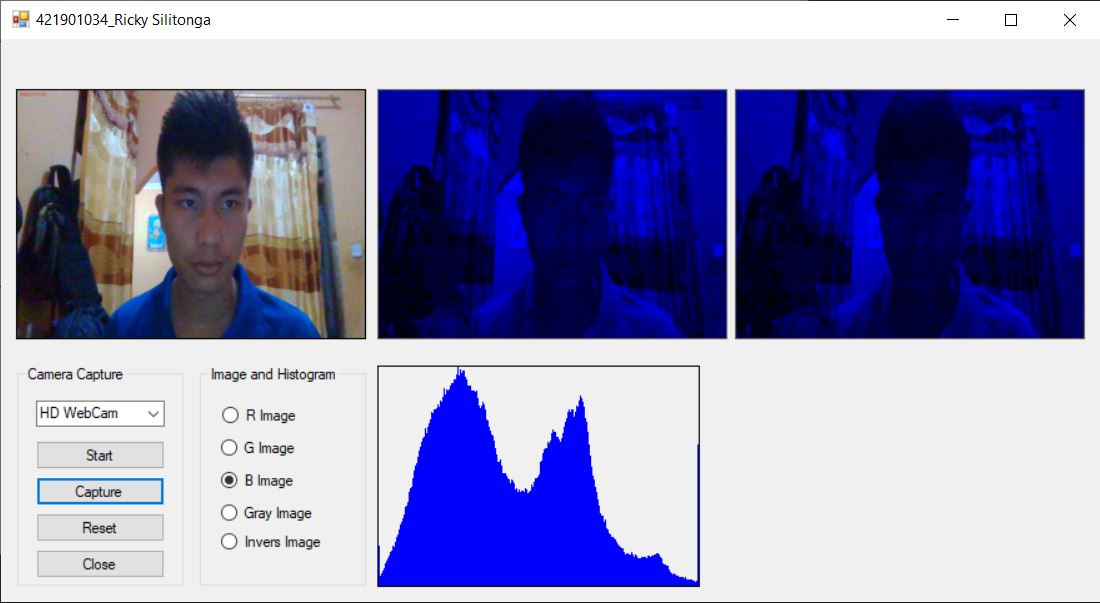 421901034_Ricky Silitonga
Camera Capture
HD WebCam
Start
Capture
Reset
Close
Image and Histogram
R Image
G Image
B Image
Gray Image
Invers Image